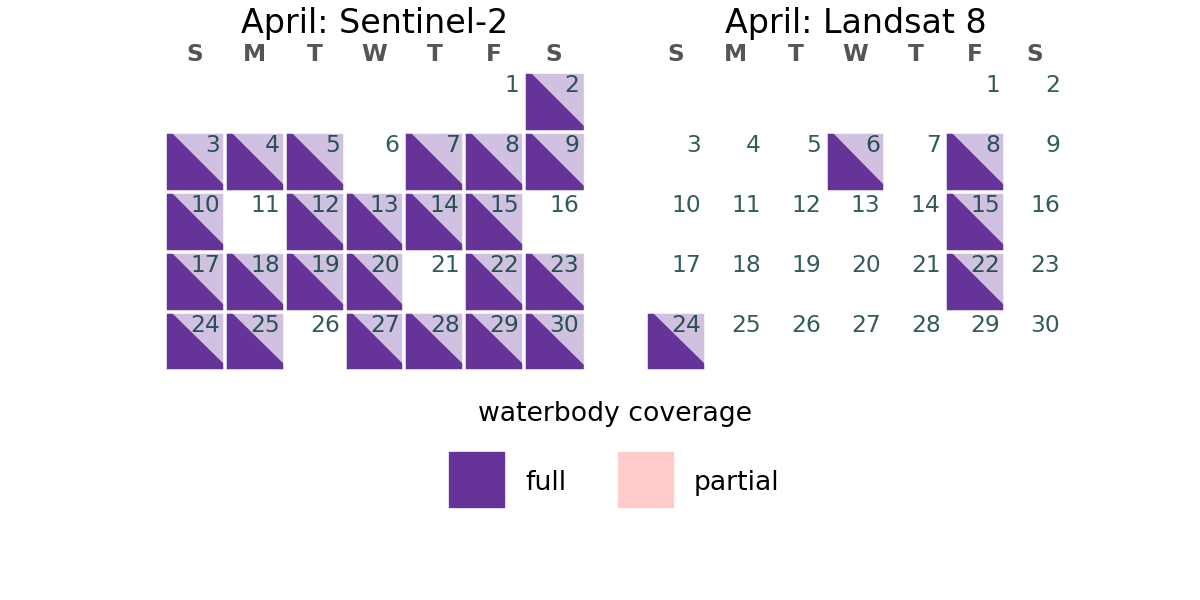 April: Sentinel-2
S M T W T F S
1 2
3 4 5 6 7 8 9
10 11 12 13 14 15 16
17 18 19 20 21 22 23
24 25 26 27 28 29 30
April: Landsat 8
S M T W T F S
1 2
3 4 5 6 7 8 9
10 11 12 13 14 15 16
17 18 19 20 21 22 23
24 25 26 27 28 29 30
waterbody coverage
full
partial